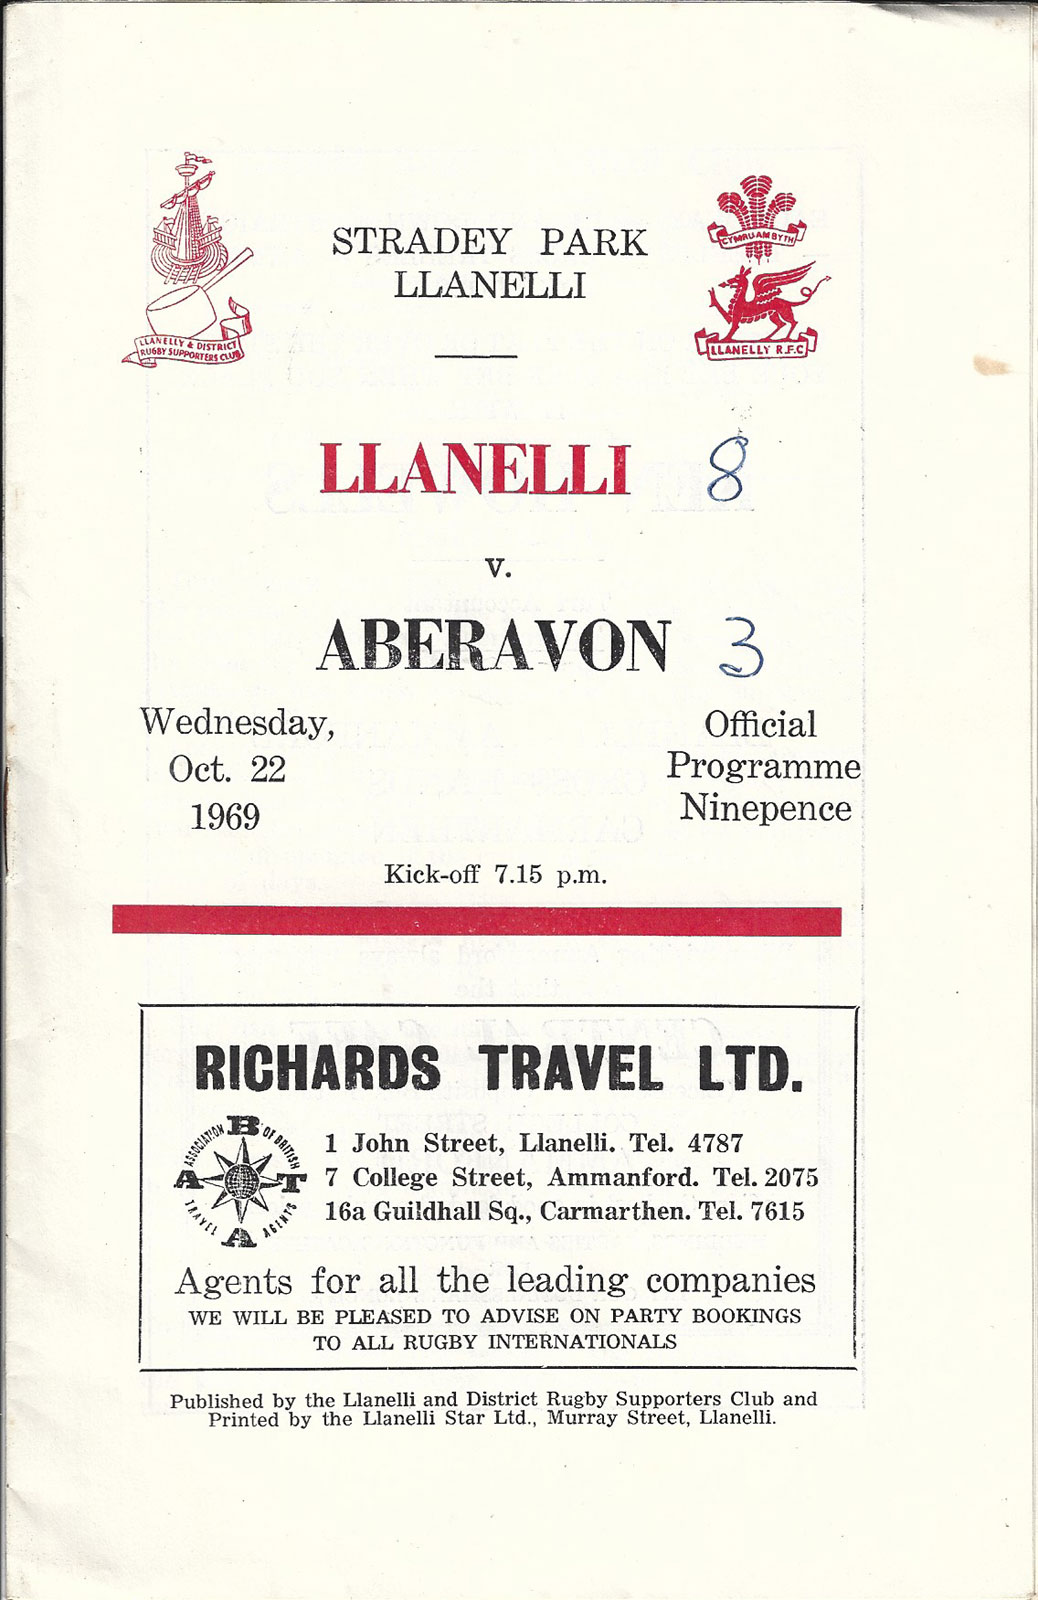 STRADEY PARK
LLANELLI
LLANELLY & DISTRICT
RUGBY SUPPORTERS CLUB
CYMRU AM BYTH
LLANELLY R.F.C
LLANELLI 8
v.
ABERAVON 3
Wednesday,
Oct. 22
1969
Official
Programme
Ninepence
Kick-off 7.15 p.m.
RICHARDS TRAVEL LTD.
ASSOCIATION OF BRITISH
TRAVEL AGENTS
A B T A
1 John Street, Llanelli. Tel. 4787
7 College Street, Ammanford. Tel. 2075
16a Guildhall Sq., Carmarthen. Tel. 7615
Agents for all the leading companies
WE WILL BE PLEASED TO ADVISE ON PARTY BOOKINGS
TO ALL RUGBY INTERNATIONALS
Published by the Llanelli and District Rugby Supporters Club and
Printed by the Llanelli Star Ltd., Murray Street, Llanelli.